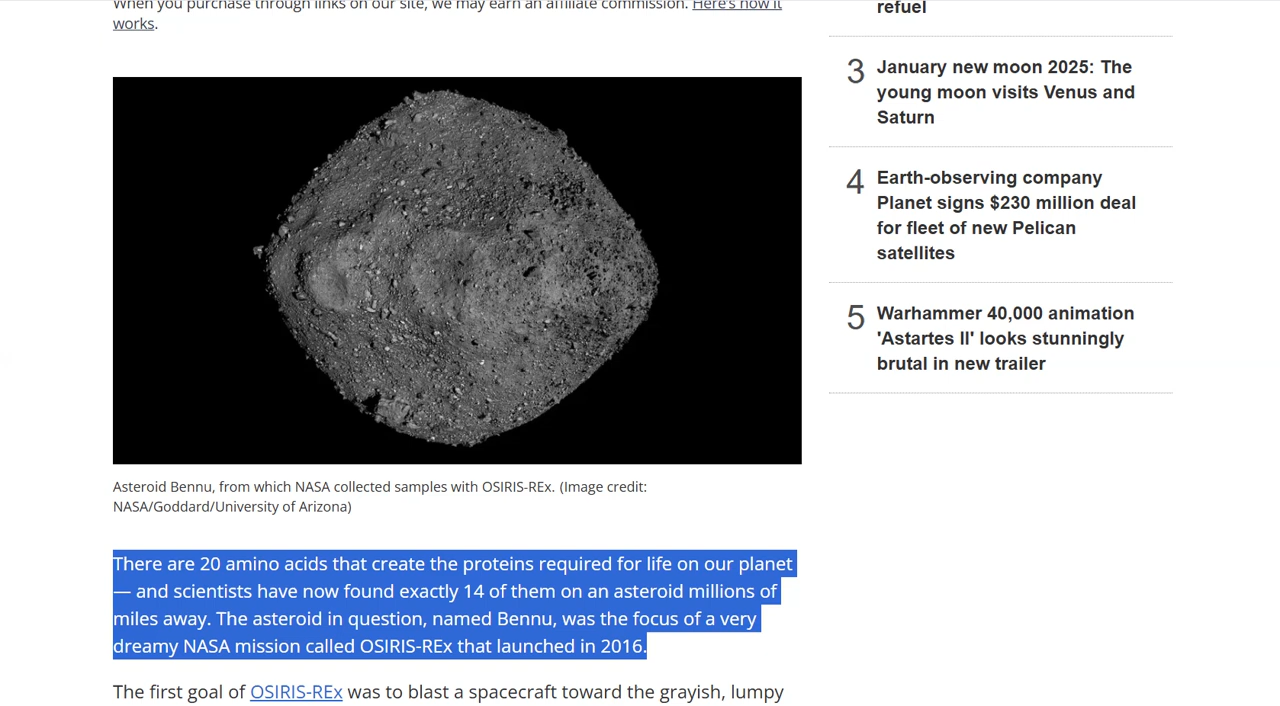 When you purchase through links on our site, we may earn an affiliate commission. Here's how it
works.
Asteroid Bennu, from which NASA collected samples with OSIRIS-REx. (Image credit:
NASA/Goddard/University of Arizona)
There are 20 amino acids that create the proteins required for life on our planet
— and scientists have now found exactly 14 of them on an asteroid millions of
miles away. The asteroid in question, named Bennu, was the focus of a very
dreamy NASA mission called OSIRIS-REx that launched in 2016.
The first goal of OSIRIS-REx was to blast a spacecraft toward the grayish, lumpy
refuel
3 January new moon 2025: The
young moon visits Venus and
Saturn
4 Earth-observing company
Planet signs $230 million deal
for fleet of new Pelican
satellites
5 Warhammer 40,000 animation
'Astartes II' looks stunningly
brutal in new trailer